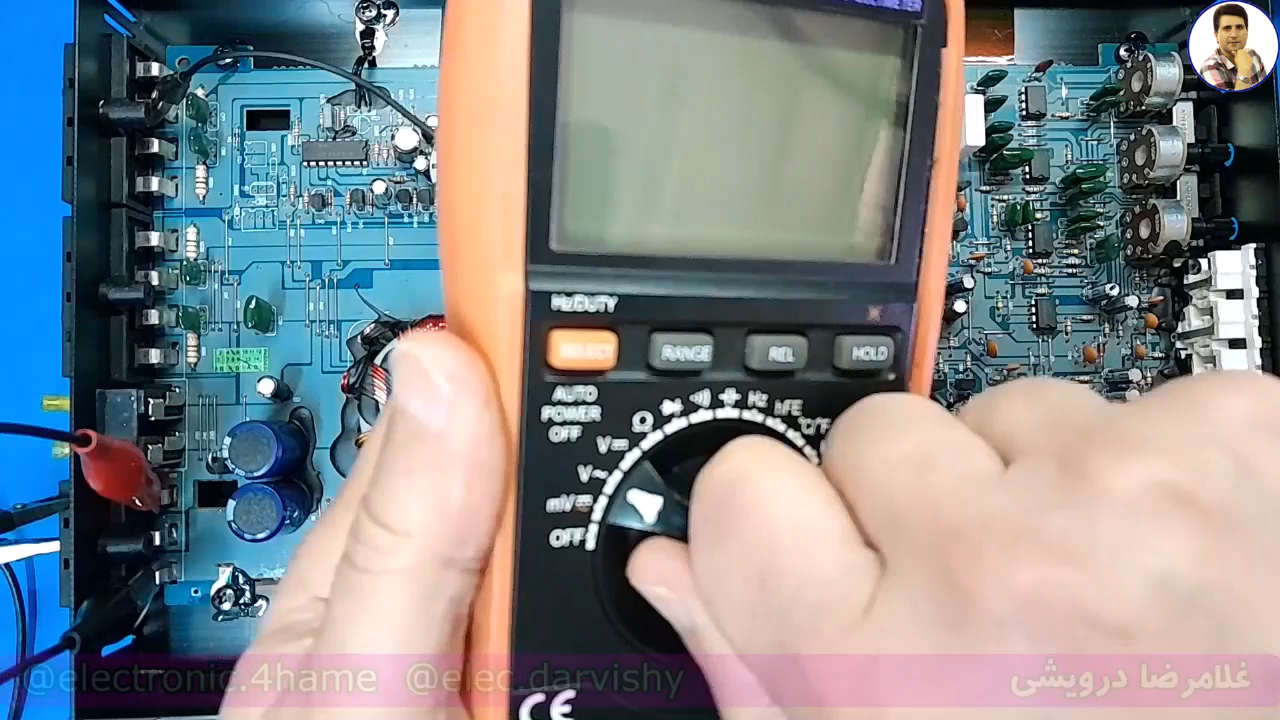 Hz/DUTY
SELECT RANGE REL HOLD
AUTO
POWER
OFF
Ω Hz hFE
°C/°F
V⎓
V~
mV⎓
OFF
@electronic.4hame @elec.darvishy غلامرضا درویشی
CE